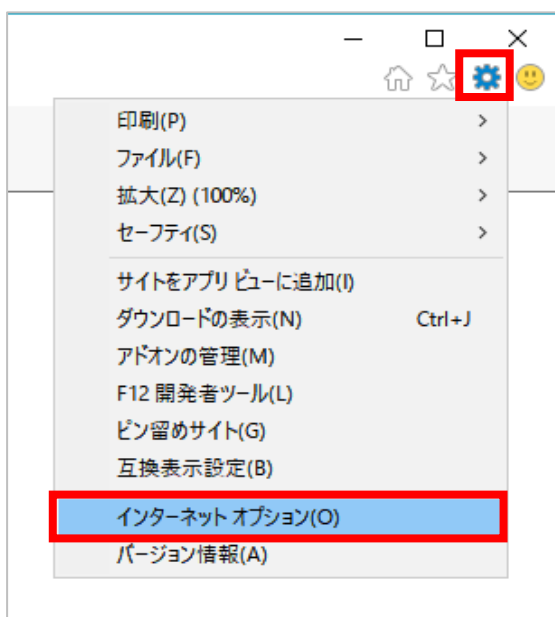 印刷(P)
ファイル(F)
拡大(Z) (100%)
セーフティ(S)
サイトをアプリ ビューに追加(I)
ダウンロードの表示(N) Ctrl+J
アドオンの管理(M)
F12 開発者ツール(L)
ピン留めサイト(G)
互換表示設定(B)
インターネット オプション(O)
バージョン情報(A)